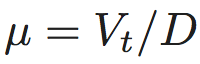 μ = V_t/D